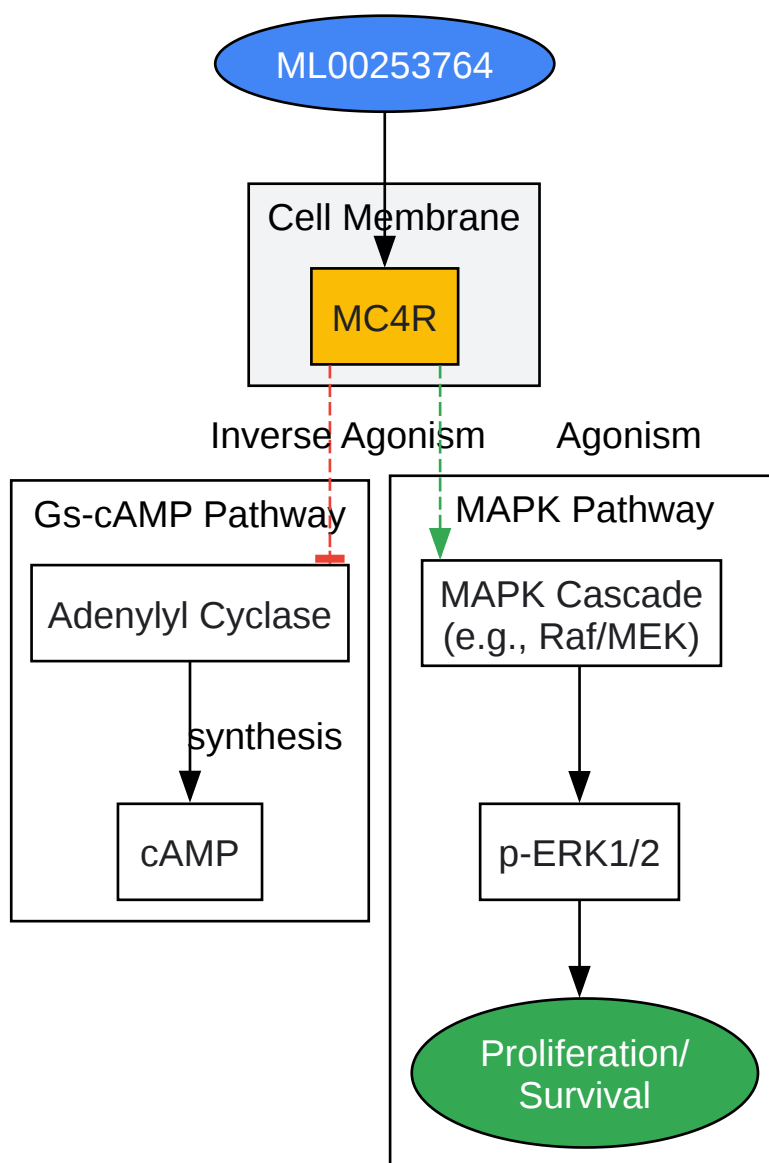 ML00253764
Cell Membrane
MC4R
Inverse Agonism
Agonism
Gs-cAMP Pathway
Adenylyl Cyclase
synthesis
cAMP
MAPK Pathway
MAPK Cascade
(e.g., Raf/MEK)
p-ERK1/2
Proliferation/
Survival